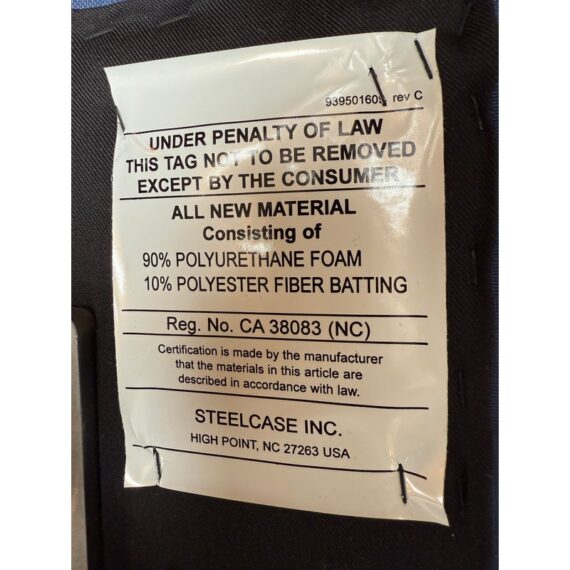 rev C
UNDER PENALTY OF LAW
THIS TAG NOT TO BE REMOVED
EXCEPT BY THE CONSUMER
ALL NEW MATERIAL
Consisting of
90% POLYURETHANE FOAM
10% POLYESTER FIBER BATTING
Reg. No. CA 38083 (NC)
Certification is made by the manufacturer
that the materials in this article are
described in accordance with law.
STEELCASE INC.
HIGH POINT, NC 27263 USA